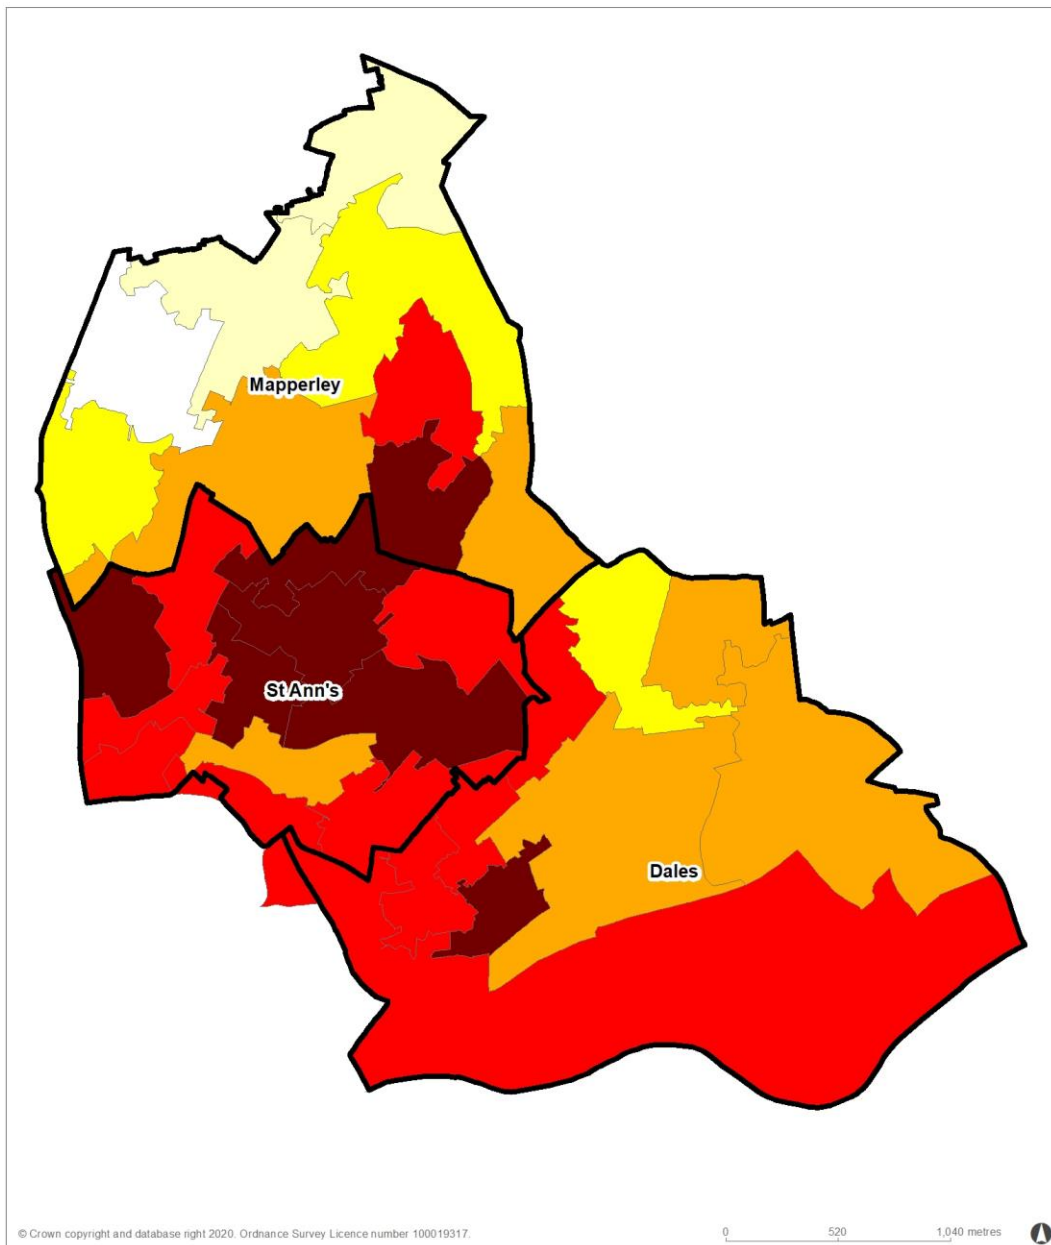 Mapperley
St Ann's
Dales
© Crown copyright and database right 2020. Ordnance Survey Licence number 100019317.
0 520 1,040 metres